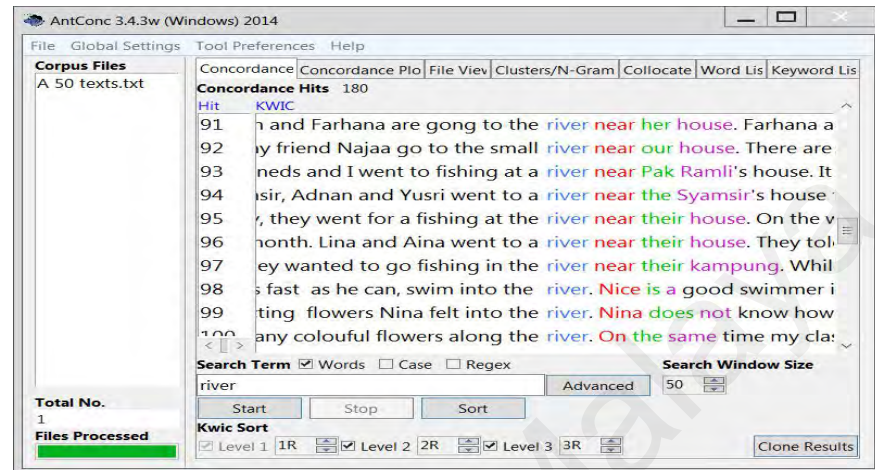 AntConc 3.4.3w (Windows) 2014
File Global Settings Tool Preferences Help
Corpus Files
A 50 texts.txt
Concordance Concordance Plo File Viev Clusters/N-Gram Collocate Word Lis Keyword Lis
Concordance Hits 180
Hit KWIC
91 and Farhana are gong to the river near her house. Farhana a
92 friend Najaa go to the small river near our house. There are
93 neds and I went to fishing at a river near Pak Ramli's house. It
94 sir, Adnan and Yusri went to a river near the Syamsir's house
95 , they went for a fishing at the river near their house. On the
96 month. Lina and Aina went to a river near their house. They tol
97 ey wanted to go fishing in the river near their kampung. Whil
98 s fast as he can, swim into the river. Nice is a good swimmer i
99 ting flowers Nina felt into the river. Nina does not know how
100 any colouful flowers along the river. On the same time my cla
Search Term Words Case Regex
Search Window Size
river
Advanced
50
Start Stop Sort
Total No.
1
Files Processed
Kwic Sort
Level 1 1R Level 2 2R Level 3 3R
Clone Results
Malaya